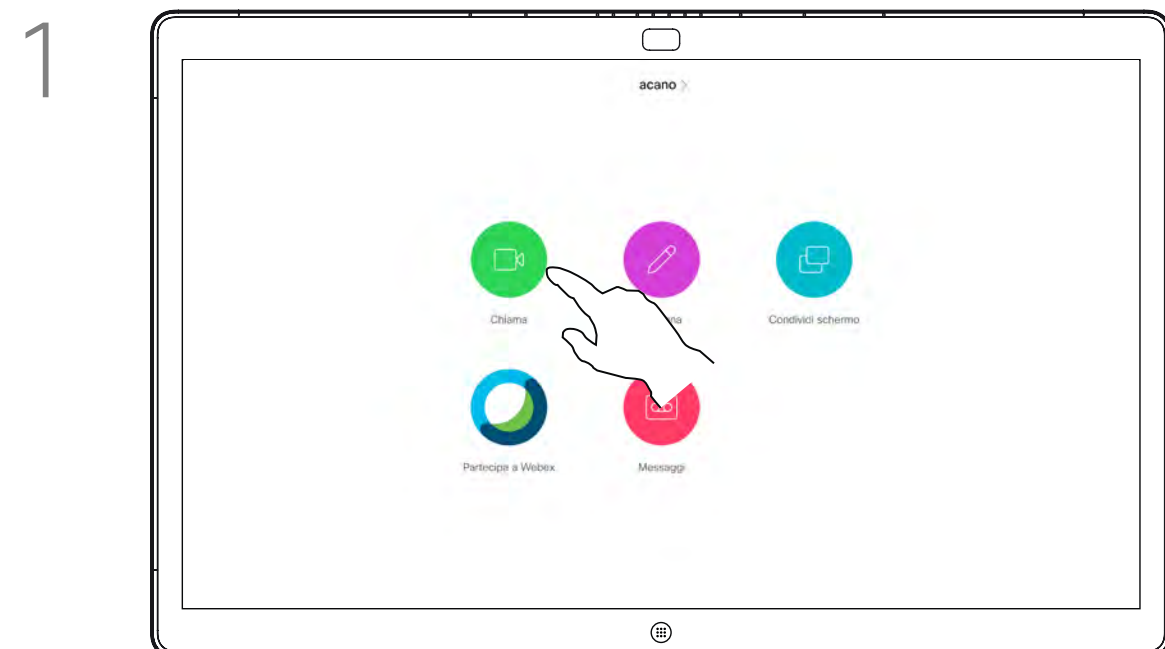 1
acano
Chiama
Condividi schermo
Partecipa a Webex
Messaggi